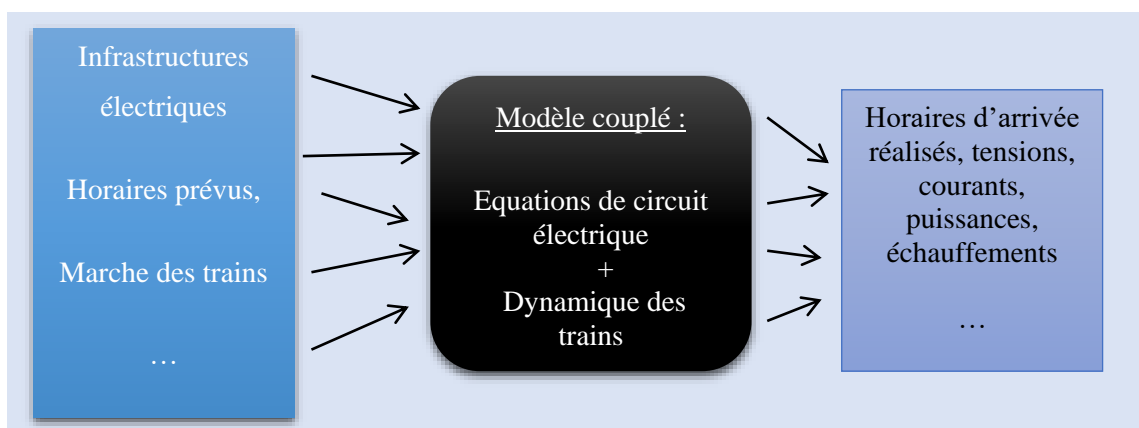 Infrastructures
électriques
Horaires prévus,
Marche des trains
…
Modèle couplé :
Equations de circuit
électrique
+
Dynamique des
trains
Horaires d’arrivée
réalisés, tensions,
courants,
puissances,
échauffements
…